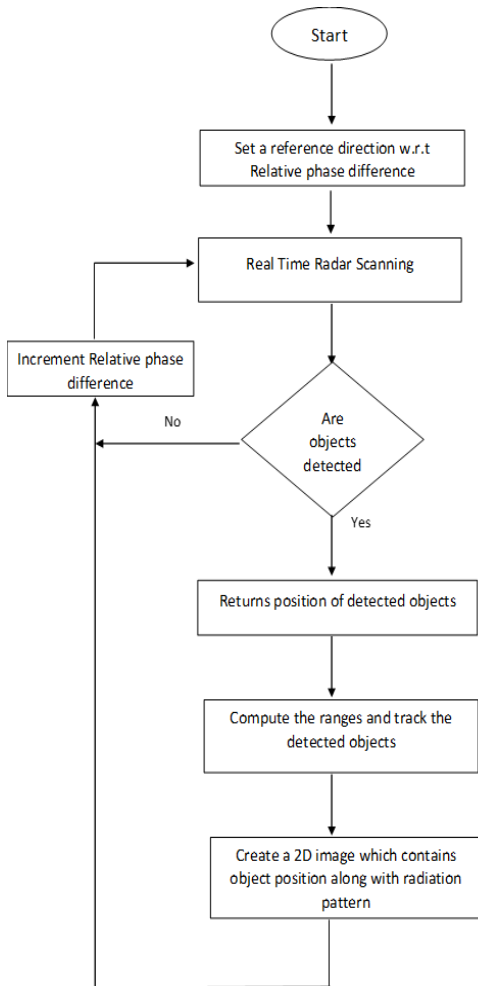 Start
Set a reference direction w.r.t
Relative phase difference
Real Time Radar Scanning
Increment Relative phase
difference
No
Are
objects
detected
Yes
Returns position of detected objects
Compute the ranges and track the
detected objects
Create a 2D image which contains
object position along with radiation
pattern